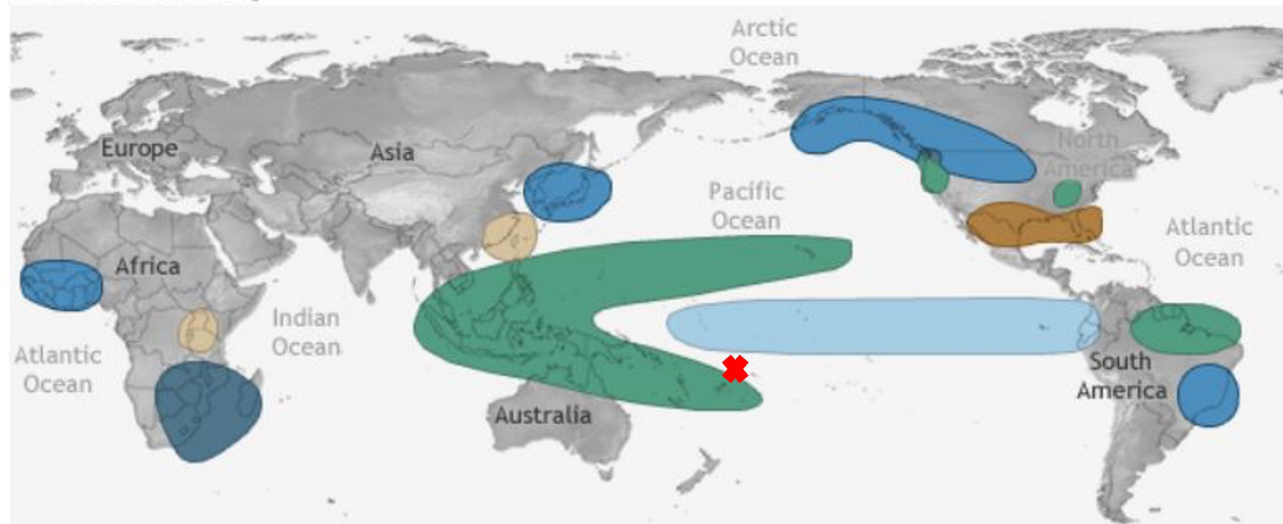 Arctic
Ocean
Europe
Asia
North
America
Pacific
Ocean
Atlantic
Ocean
Africa
Indian
Ocean
Atlantic
Ocean
South
America
Australia